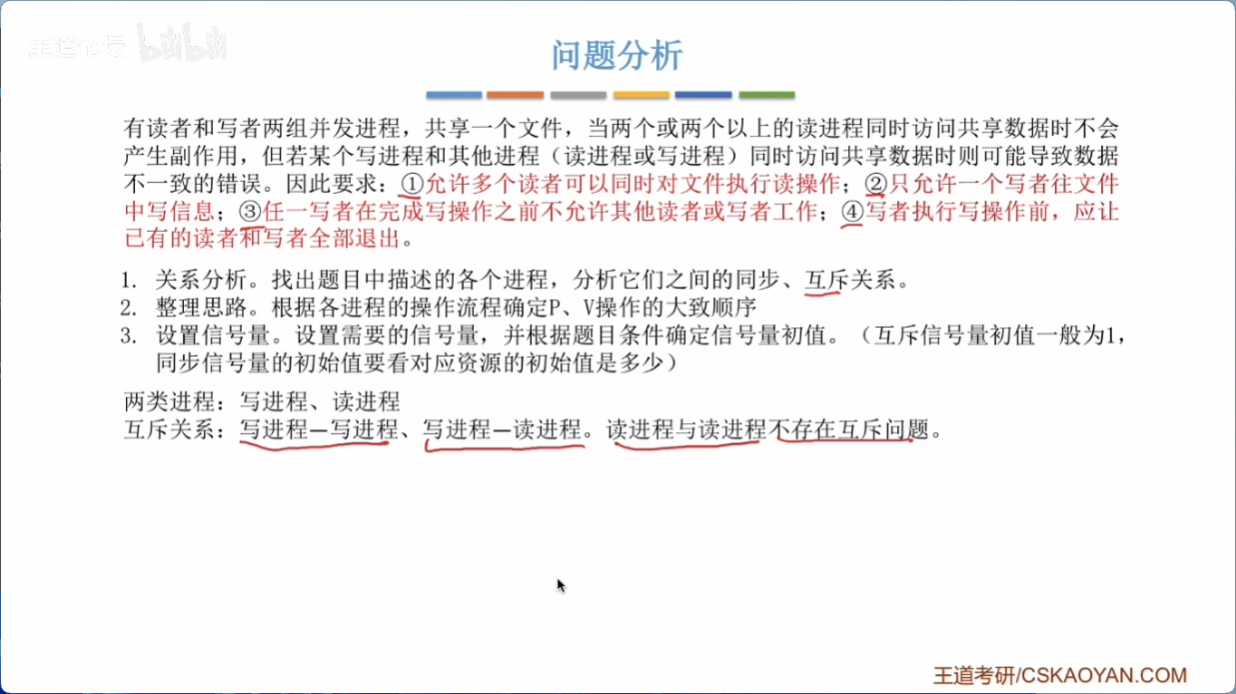 王道论坛 bilibili
问题分析
有读者和写者两组并发进程，共享一个文件，当两个或两个以上的读进程同时访问共享数据时不会
产生副作用，但若某个写进程和其他进程（读进程或写进程）同时访问共享数据时则可能导致数据
不一致的错误。因此要求：①允许多个读者可以同时对文件执行读操作；②只允许一个写者往文件
中写信息；③任一写者在完成写操作之前不允许其他读者或写者工作；④写者执行写操作前，应让
已有的读者和写者全部退出。
1. 关系分析。找出题目中描述的各个进程，分析它们之间的同步、互斥关系。
2. 整理思路。根据各进程的操作流程确定P、V操作的大致顺序
3. 设置信号量。设置需要的信号量，并根据题目条件确定信号量初值。（互斥信号量初值一般为1，
同步信号量的初始值要看对应资源的初始值是多少）
两类进程：写进程、读进程
互斥关系：写进程—写进程、写进程—读进程。读进程与读进程不存在互斥问题。
王道考研/CSKAOYAN.COM